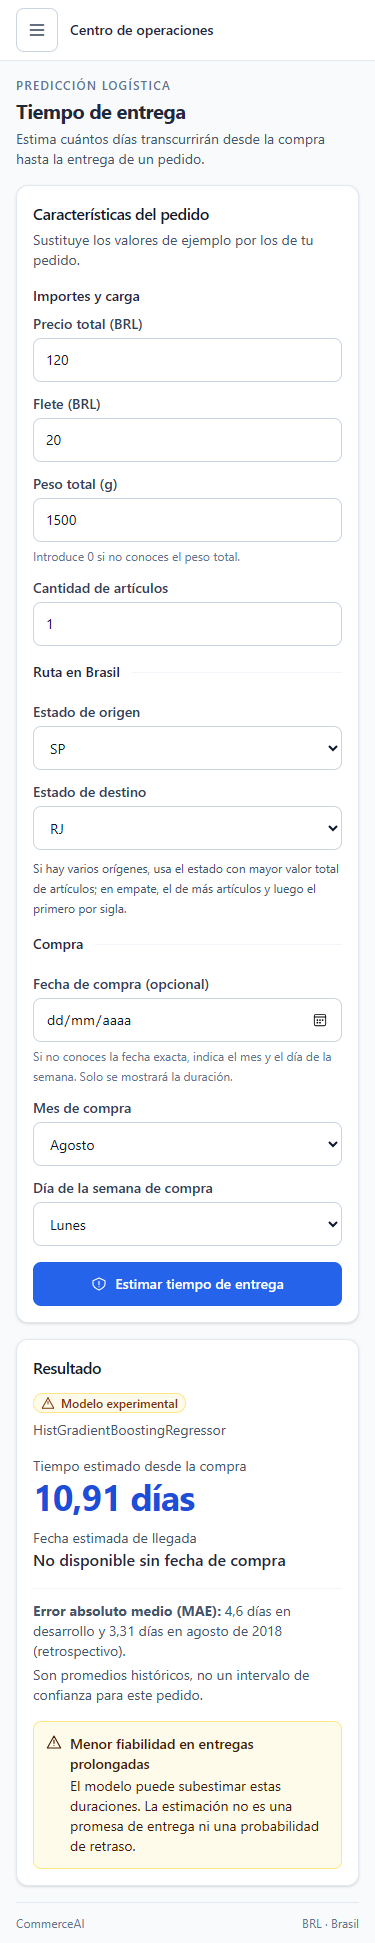 Centro de operaciones
PREDICCIÓN LOGÍSTICA
Tiempo de entrega
Estima cuántos días transcurrirán desde la compra
hasta la entrega de un pedido.
Características del pedido
Sustituye los valores de ejemplo por los de tu
pedido.
Importes y carga
Precio total (BRL)
120
Flete (BRL)
20
Peso total (g)
1500
Introduce 0 si no conoces el peso total.
Cantidad de artículos
1
Ruta en Brasil
Estado de origen
SP
Estado de destino
RJ
Si hay varios orígenes, usa el estado con mayor valor total
de artículos; en empate, el de más artículos y luego el
primero por sigla.
Compra
Fecha de compra (opcional)
dd/mm/aaaa
Si no conoces la fecha exacta, indica el mes y el día de la
semana. Solo se mostrará la duración.
Mes de compra
Agosto
Día de la semana de compra
Lunes
Estimar tiempo de entrega
Resultado
Modelo experimental
HistGradientBoostingRegressor
Tiempo estimado desde la compra
10,91 días
Fecha estimada de llegada
No disponible sin fecha de compra
Error absoluto medio (MAE): 4,6 días en
desarrollo y 3,31 días en agosto de 2018
(retrospectivo).
Son promedios históricos, no un intervalo de
confianza para este pedido.
Menor fiabilidad en entregas
prolongadas
El modelo puede subestimar estas
duraciones. La estimación no es una
promesa de entrega ni una probabilidad
de retraso.
CommerceAI
BRL · Brasil